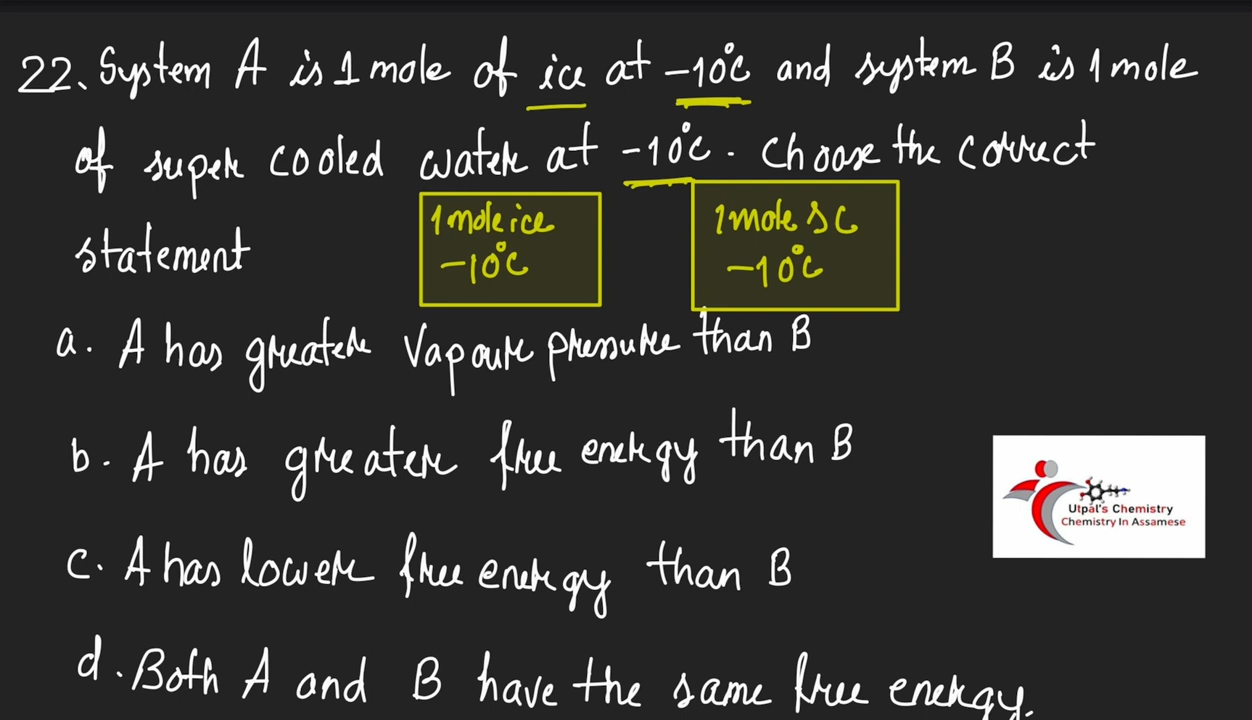 22. System A is 1 mole of ice at -10°C and system B is 1 mole
of super cooled water at -10°C. Choose the correct
statement
1 mole ice
-10°C
1 mole SC
-10°C
a. A has greater Vapour pressure than B
b. A has greater free energy than B
c. A has lower free energy than B
d. Both A and B have the same free energy.
Utpal's Chemistry
Chemistry In Assamese